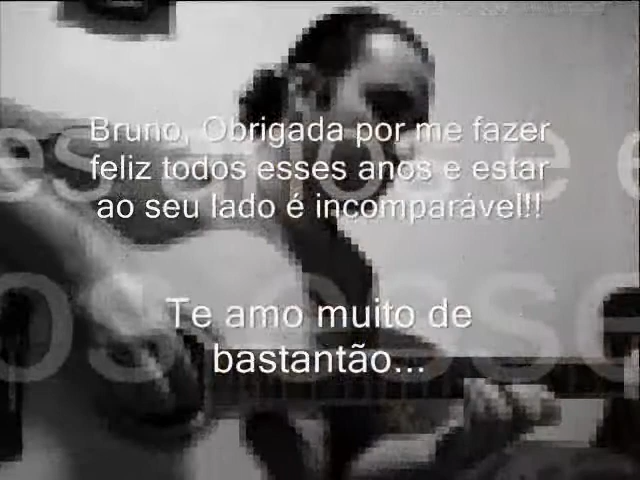 Bruno, Obrigada por me fazer
feliz todos esses anos e estar
ao seu lado é incomparável!!
Te amo muito de
bastantão...